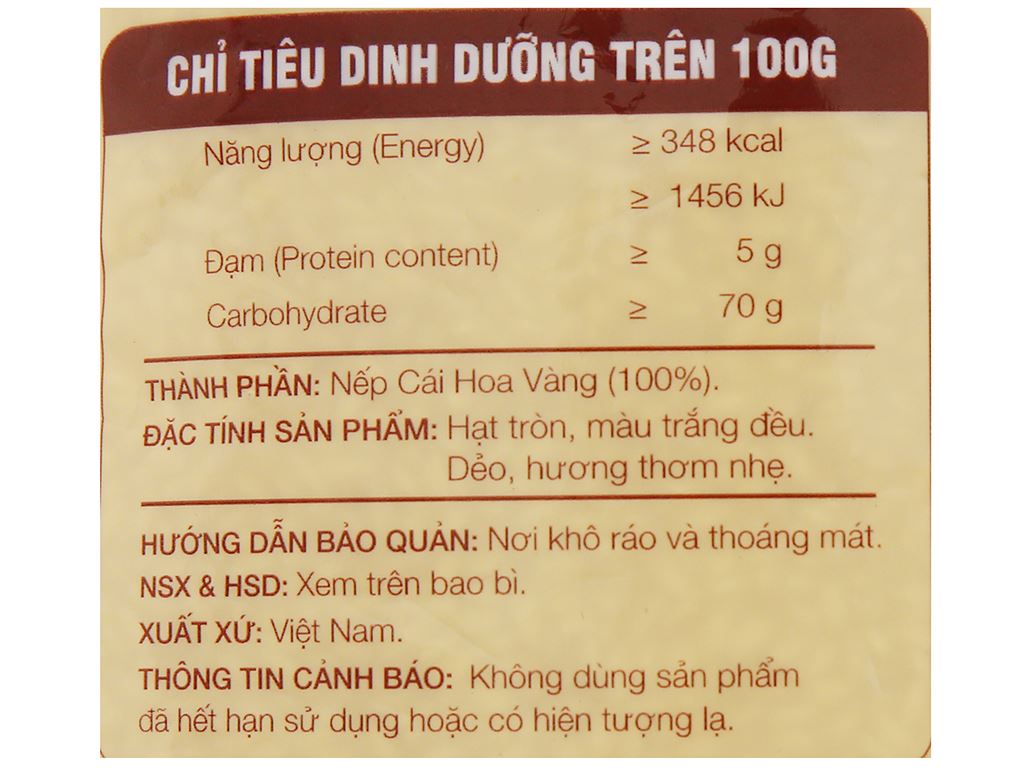 CHỈ TIÊU DINH DƯỠNG TRÊN 100G
Năng lượng (Energy) ≥ 348 kcal
≥ 1456 kJ
Đạm (Protein content) ≥ 5 g
Carbohydrate ≥ 70 g
THÀNH PHẦN: Nếp Cái Hoa Vàng (100%).
ĐẶC TÍNH SẢN PHẨM: Hạt tròn, màu trắng đều.
Dẻo, hương thơm nhẹ.
HƯỚNG DẪN BẢO QUẢN: Nơi khô ráo và thoáng mát.
NSX & HSD: Xem trên bao bì.
XUẤT XỨ: Việt Nam.
THÔNG TIN CẢNH BÁO: Không dùng sản phẩm
đã hết hạn sử dụng hoặc có hiện tượng lạ.